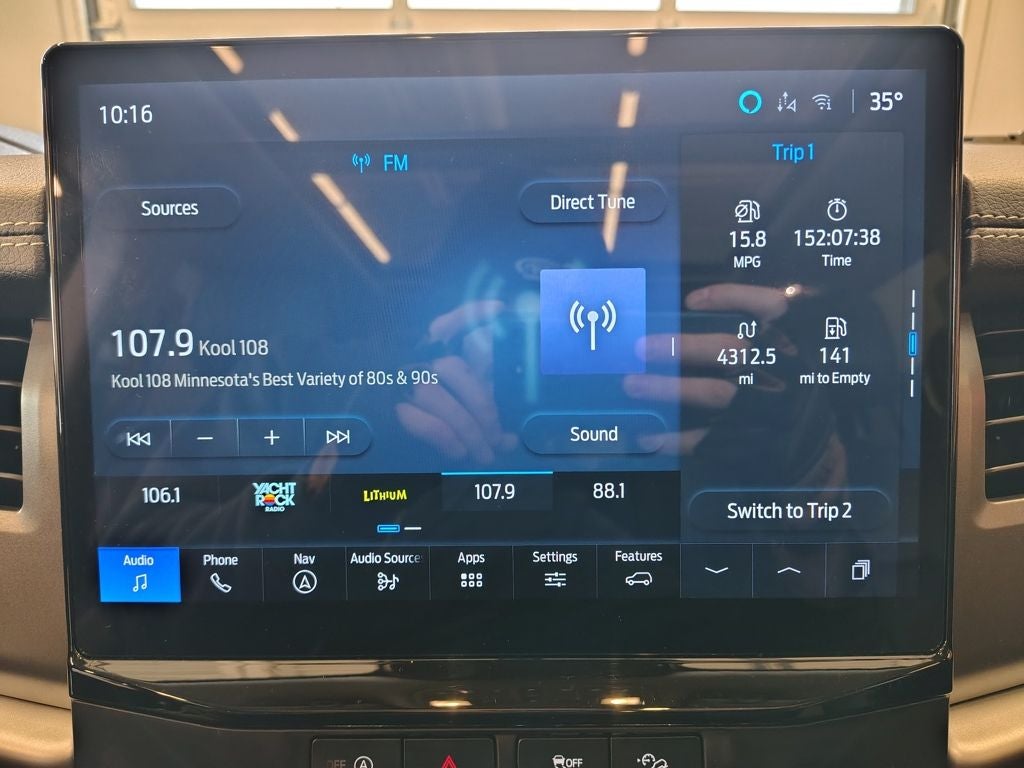 10:16
35°
FM
Trip 1
Sources
Direct Tune
15.8
MPG
152:07:38
Time
107.9 Kool 108
Kool 108 Minnesota's Best Variety of 80s & 90s
4312.5
mi
141
mi to Empty
Sound
106.1
YACHT
ROCK
RADIO
LITHIUM
107.9
88.1
Switch to Trip 2
Audio
Phone
Nav
Audio Source
Apps
Settings
Features
OFF
A
OFF